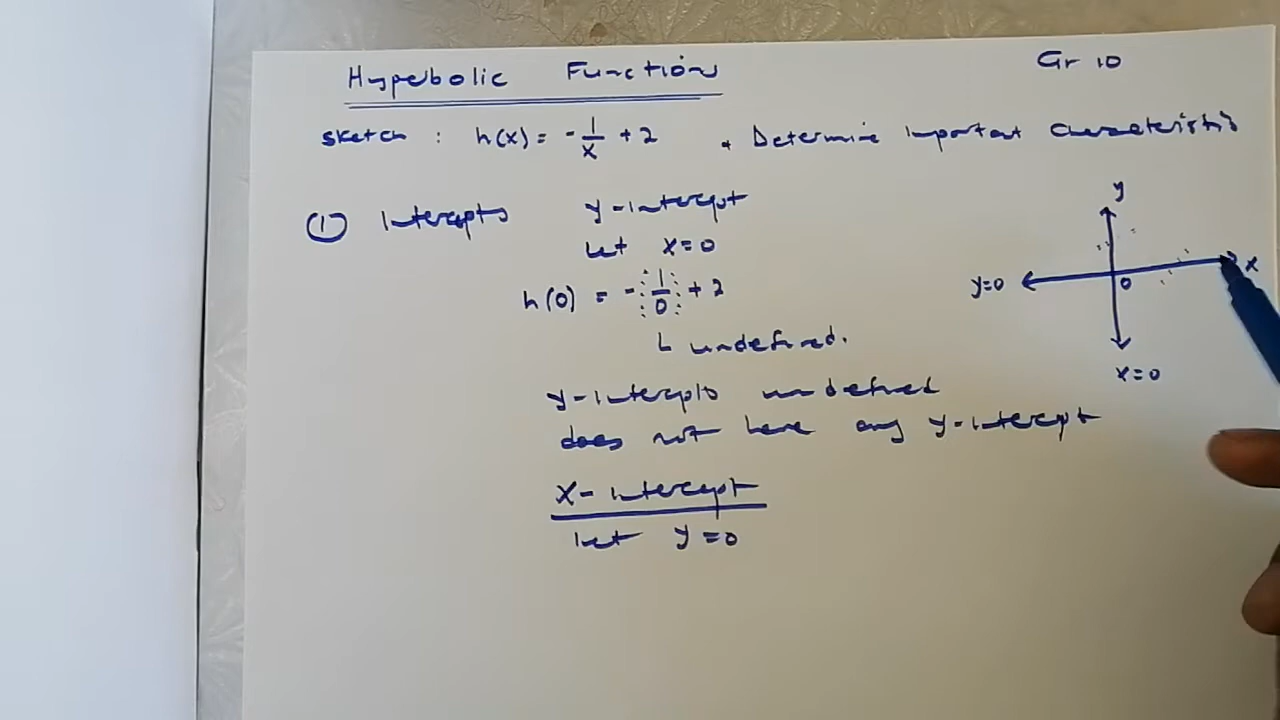 Hyperbolic Function
Gr 10
sketch : h(x) = -1/x + 2
* Determine important characteristics
① Intercepts
y-intercept
let x=0
h(0) = -1/0 + 2
undefined.
y-intercepts undefined
does not have any y-intercept
x-intercept
let y=0
y
x
y=0
0
x=0